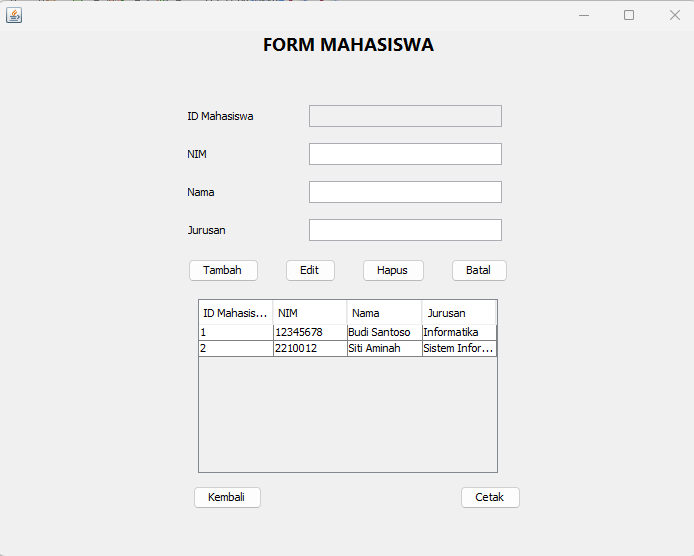 FORM MAHASISWA
ID Mahasiswa
NIM
Nama
Jurusan
Tambah Edit Hapus Batal
ID Mahasis... NIM Nama Jurusan
1 12345678 Budi Santoso Informatika
2 2210012 Siti Aminah Sistem Infor...
Kembali Cetak